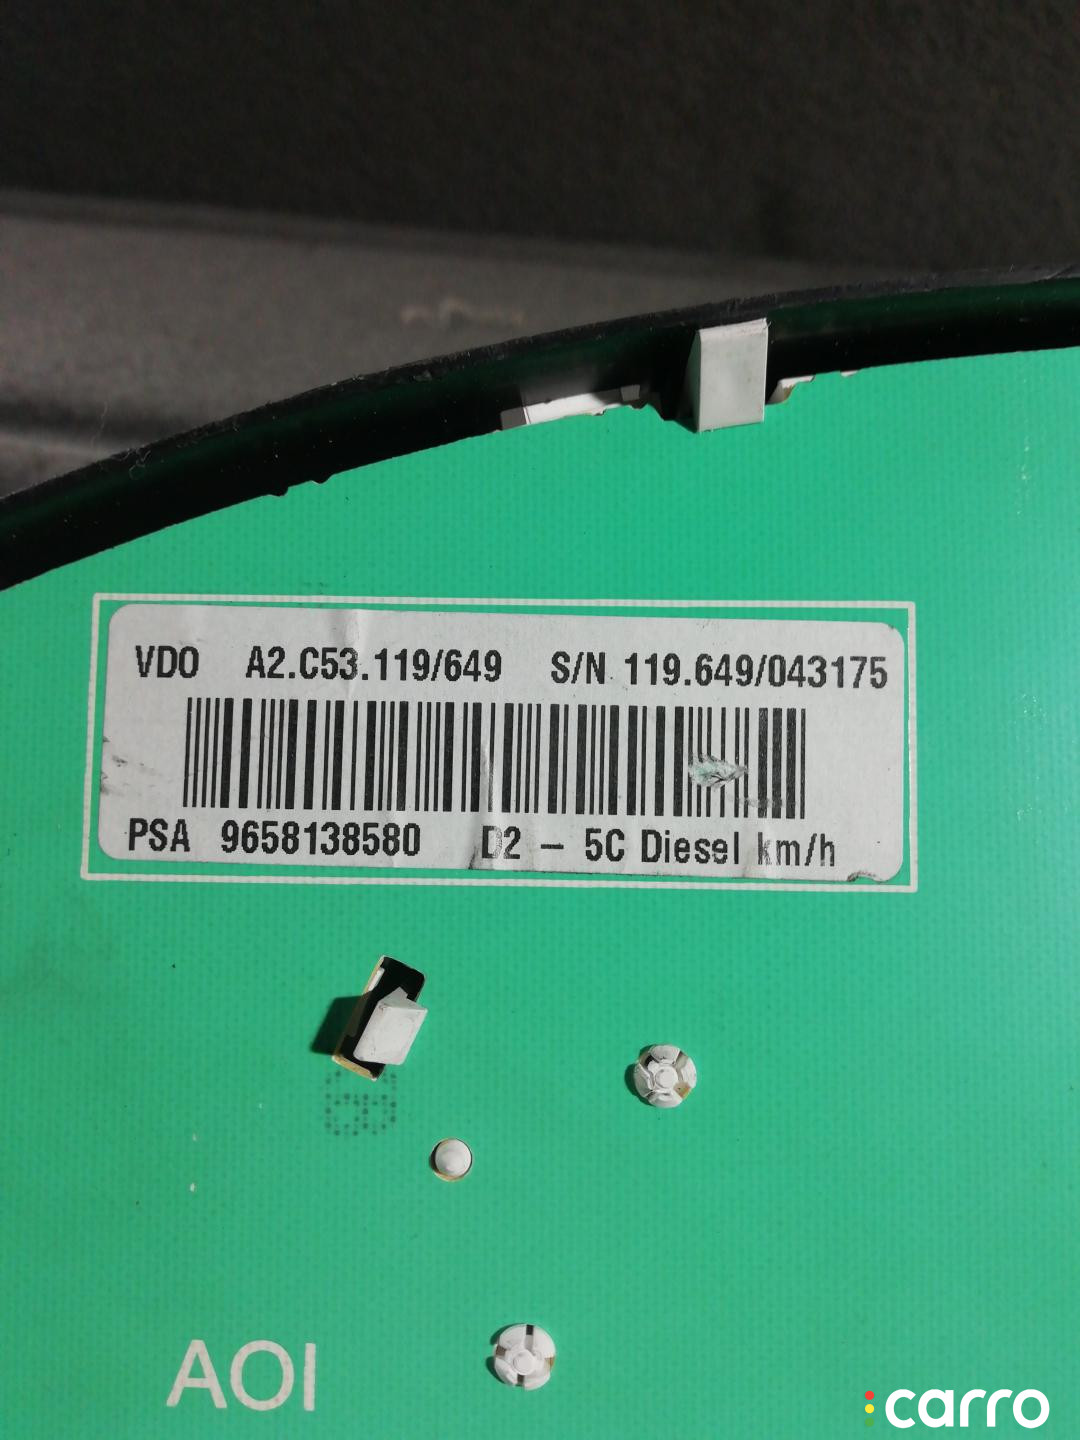 VDO A2.C53.119/649 S/N 119.649/043175
PSA 9658138580 D2 – 5C Diesel km/h
AOI
carro